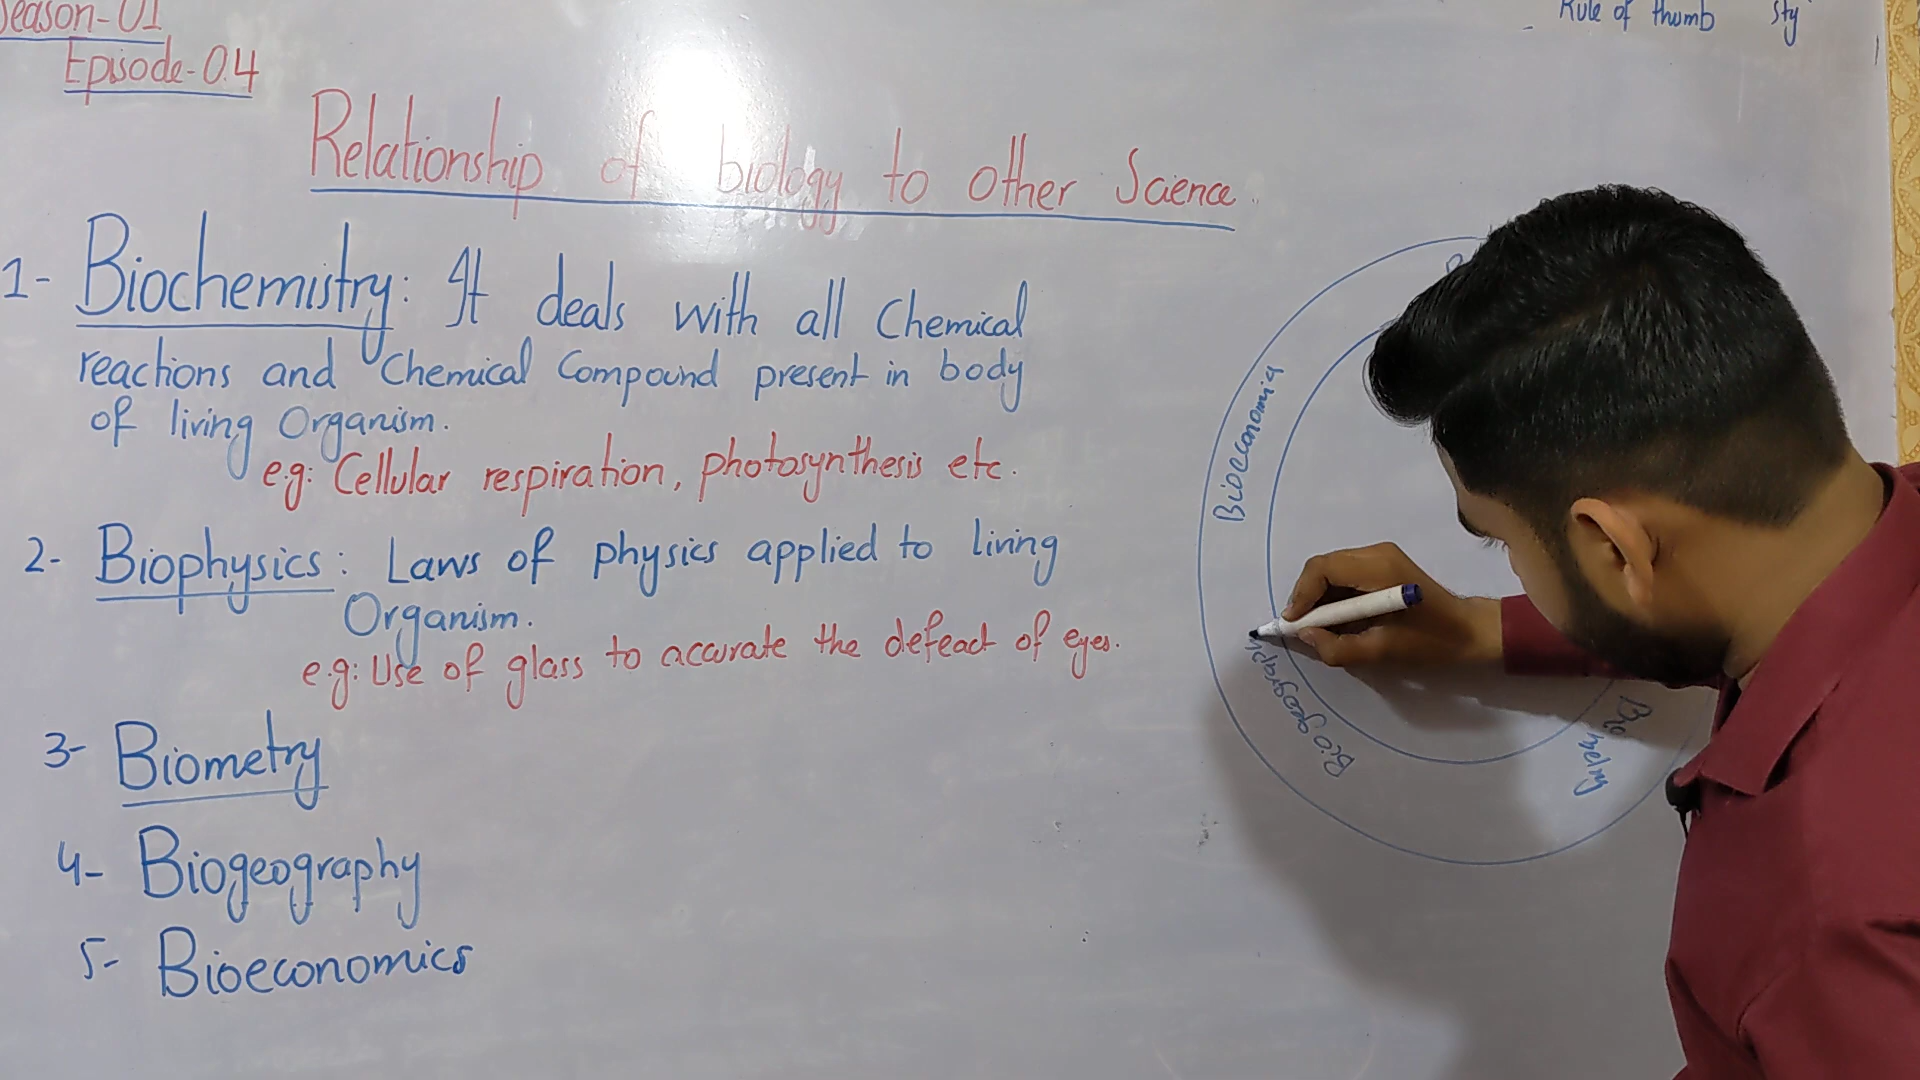 Season-01
Episode-04
Rule of thumb sty
Relationship of biology to Other Science.
1- Biochemistry: It deals with all Chemical
reactions and Chemical Compound present in body
of living Organism.
e.g: Cellular respiration, photosynthesis etc.
2- Biophysics: Laws of physics applied to living
Organism.
e.g: Use of glass to accurate the defeact of eyes.
3- Biometry
4- Biogeography
5- Bioeconomics
Bioeconomics
Biogeograph